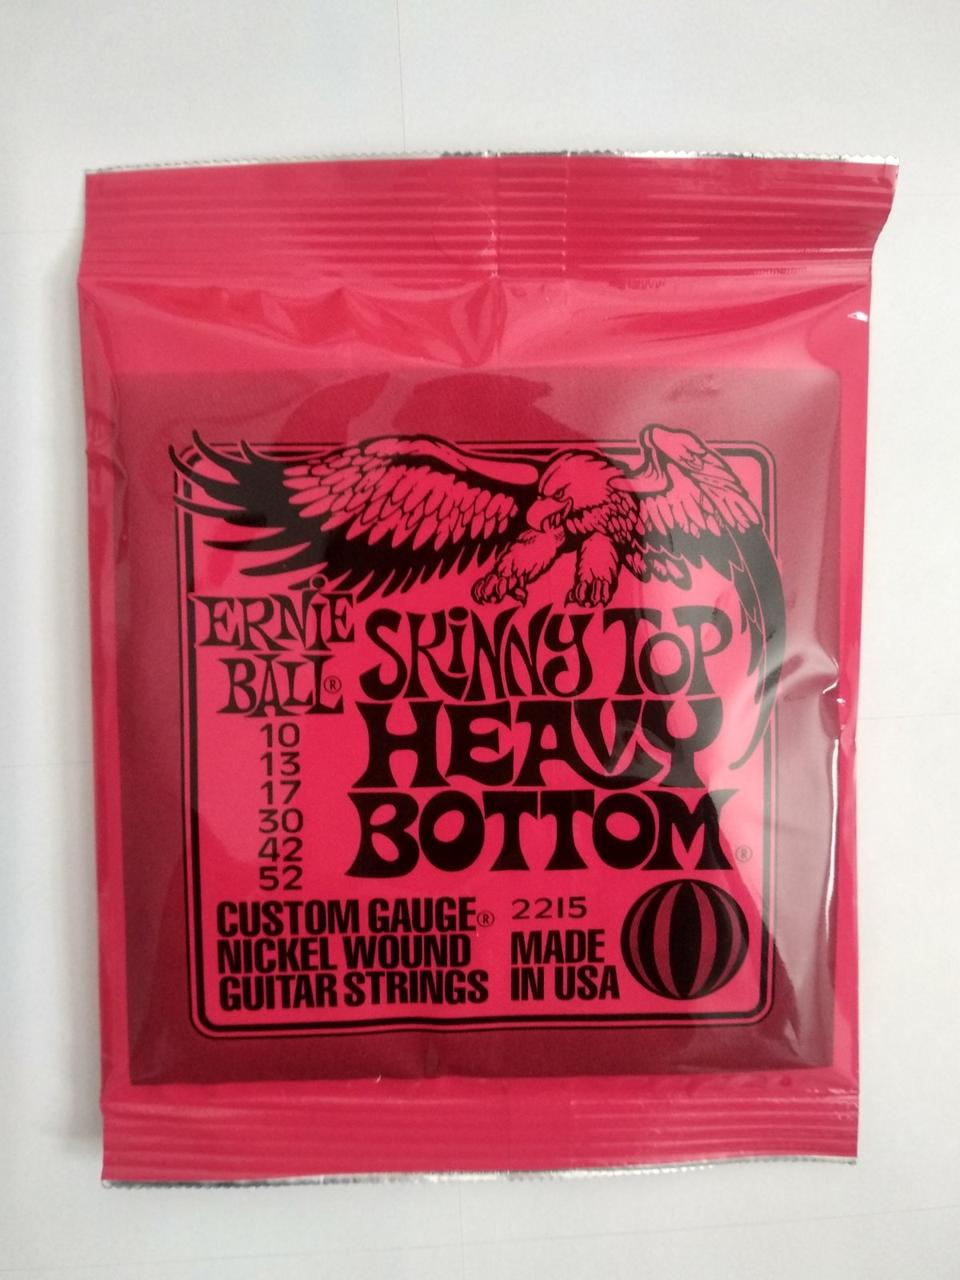 ERNiE
BALL®
10
13
17
30
42
52
SKiNNY TOP
HEAVY
BOTTOM®
CUSTOM GAUGE®
NICKEL WOUND
GUITAR STRINGS
2215
MADE
IN USA